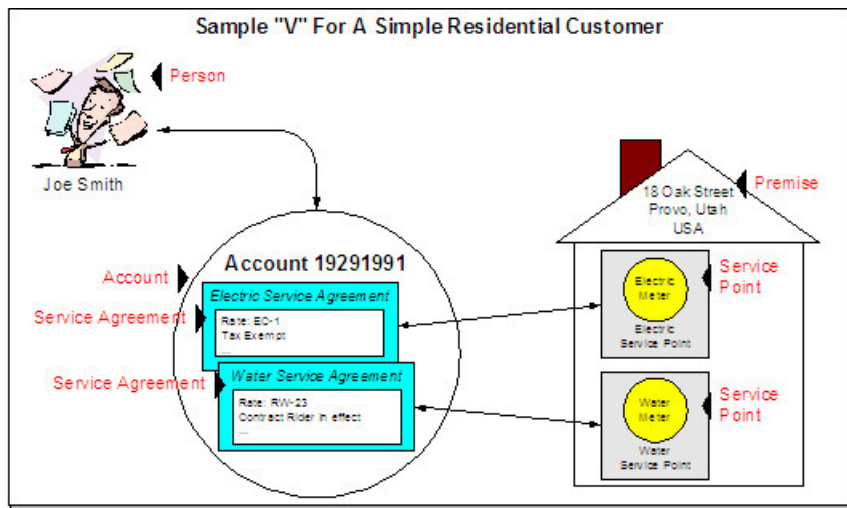 Sample "V" For A Simple Residential Customer
Person
Joe Smith
18 Oak Street
Provo, Utah
USA
Premise
Account 19291991
Account
Electric Service Agreement
Service Agreement
Rate: EC-1
Tax Exempt
...
Water Service Agreement
Service Agreement
Rate: RW-23
Contract Rider in effect
...
Electric
Meter
Electric
Service Point
Service
Point
Water
Meter
Water
Service Point
Service
Point